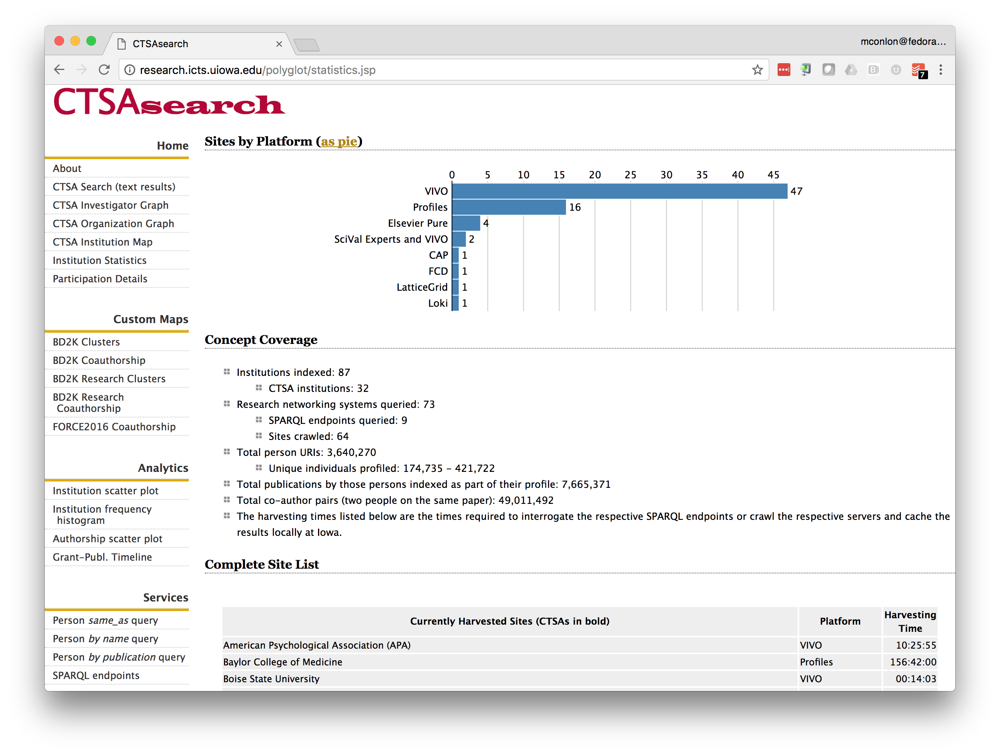 CTSAsearch
mconlon@fedora...
research.icts.uiowa.edu/polyglot/statistics.jsp
7
CTSAsearch
Home
About
CTSA Search (text results)
CTSA Investigator Graph
CTSA Organization Graph
CTSA Institution Map
Institution Statistics
Participation Details
Custom Maps
BD2K Clusters
BD2K Coauthorship
BD2K Research Clusters
BD2K Research
Coauthorship
FORCE2016 Coauthorship
Analytics
Institution scatter plot
Institution frequency
histogram
Authorship scatter plot
Grant-Publ. Timeline
Services
Person same_as query
Person by name query
Person by publication query
SPARQL endpoints
Sites by Platform (as pie)
0 5 10 15 20 25 30 35 40 45
VIVO 47
Profiles 16
Elsevier Pure 4
SciVal Experts and VIVO 2
CAP 1
FCD 1
LatticeGrid 1
Loki 1
Concept Coverage
Institutions indexed: 87
CTSA institutions: 32
Research networking systems queried: 73
SPARQL endpoints queried: 9
Sites crawled: 64
Total person URIs: 3,640,270
Unique individuals profiled: 174,735 - 421,722
Total publications by those persons indexed as part of their profile: 7,665,371
Total co-author pairs (two people on the same paper): 49,011,492
The harvesting times listed below are the times required to interrogate the respective SPARQL endpoints or crawl the respective servers and cache the
results locally at Iowa.
Complete Site List
Currently Harvested Sites (CTSAs in bold) Platform Harvesting Time
American Psychological Association (APA) VIVO 10:25:55
Baylor College of Medicine Profiles 156:42:00
Boise State University VIVO 00:14:03